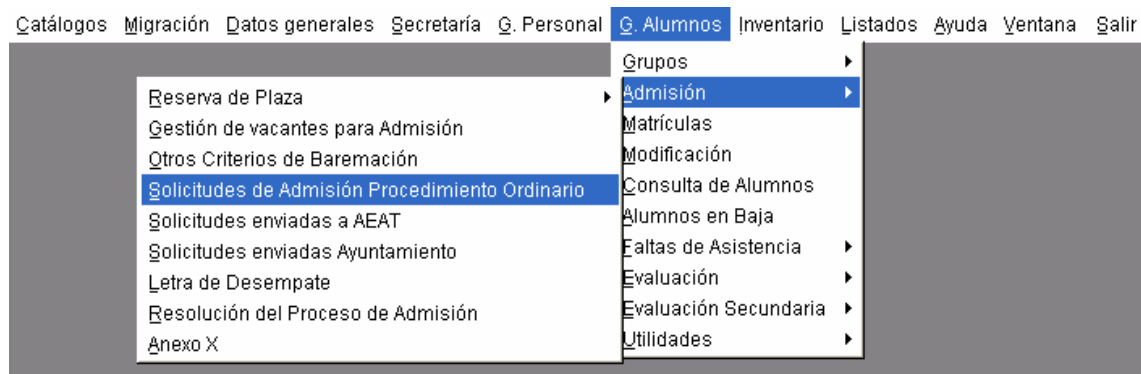 Catálogos Migración Datos generales Secretaría G. Personal G. Alumnos Inventario Listados Ayuda Ventana Salir
Grupos
Admisión
Matrículas
Modificación
Consulta de Alumnos
Alumnos en Baja
Faltas de Asistencia
Evaluación
Evaluación Secundaria
Utilidades
Reserva de Plaza
Gestión de vacantes para Admisión
Otros Criterios de Baremación
Solicitudes de Admisión Procedimiento Ordinario
Solicitudes enviadas a AEAT
Solicitudes enviadas Ayuntamiento
Letra de Desempate
Resolución del Proceso de Admisión
Anexo X